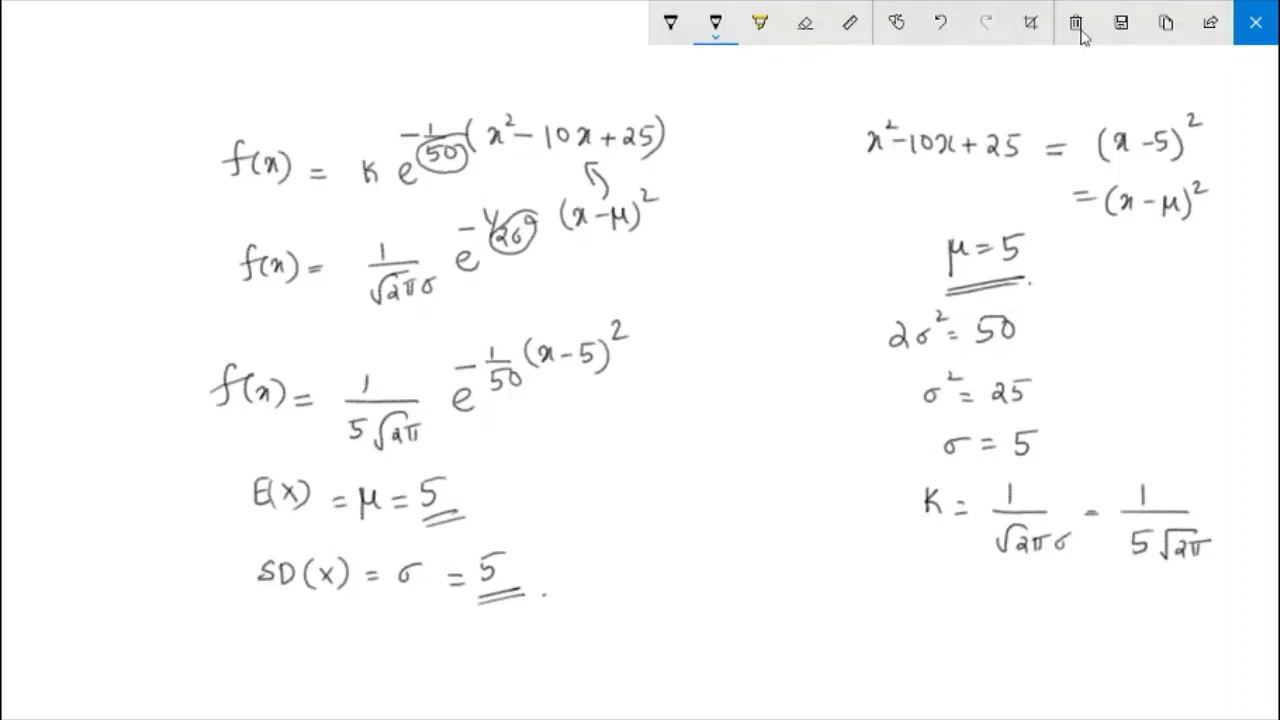 f(x) = K e^{-1/50 (x² - 10x + 25)}
f(x) = 1/√2π σ e^{-1/2σ² (x - μ)²}
f(x) = 1/5√2π e^{-1/50 (x - 5)²}
E(X) = μ = 5
SD(X) = σ = 5.
x² - 10x + 25 = (x - 5)²
= (x - μ)²
μ = 5.
2σ² = 50
σ² = 25
σ = 5
K = 1/√2π σ = 1/5√2π